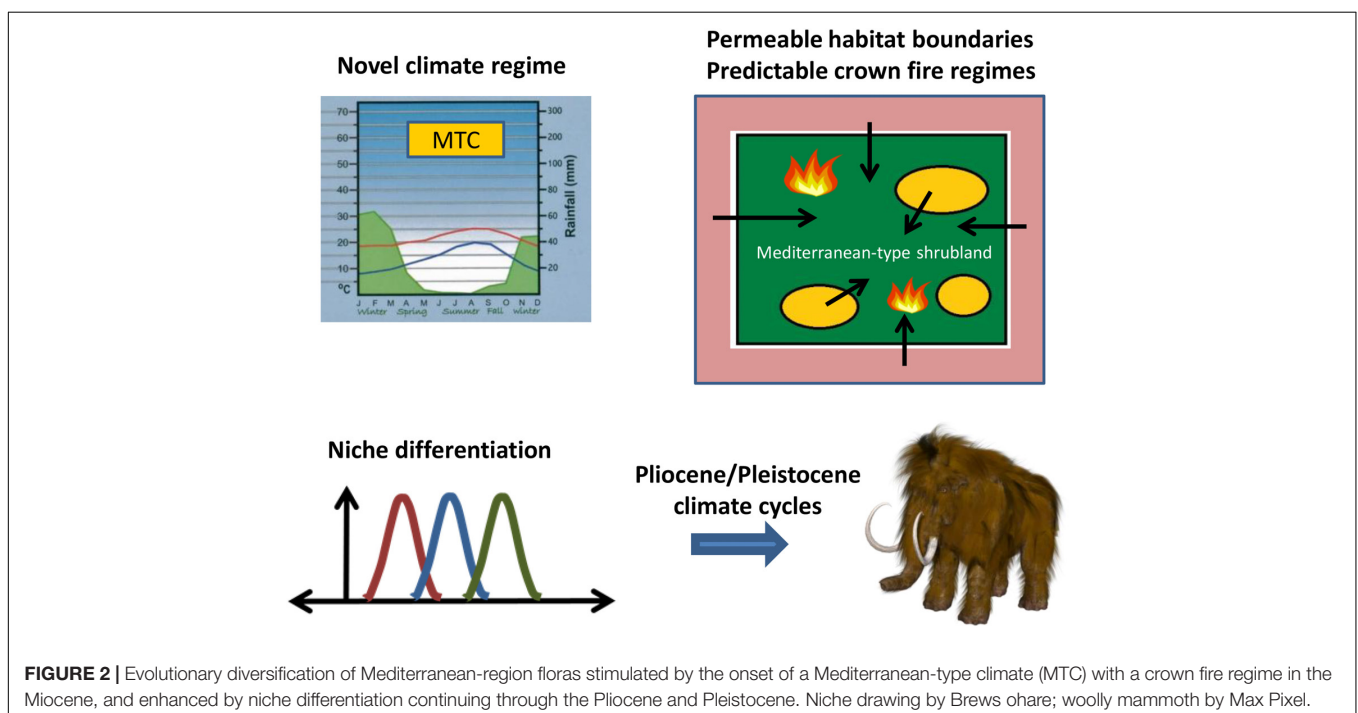 Novel climate regime
70
60
50
40
30
20
10
ºC
300
200
100
80
60
40
20
Rainfall (mm)
MTC
J F M A M J J A S O N D
Winter Spring Summer Fall Winter
Permeable habitat boundaries
Predictable crown fire regimes
Mediterranean-type shrubland
Niche differentiation
Pliocene/Pleistocene
climate cycles
FIGURE 2 | Evolutionary diversification of Mediterranean-region floras stimulated by the onset of a Mediterranean-type climate (MTC) with a crown fire regime in the
Miocene, and enhanced by niche differentiation continuing through the Pliocene and Pleistocene. Niche drawing by Brews ohare; woolly mammoth by Max Pixel.